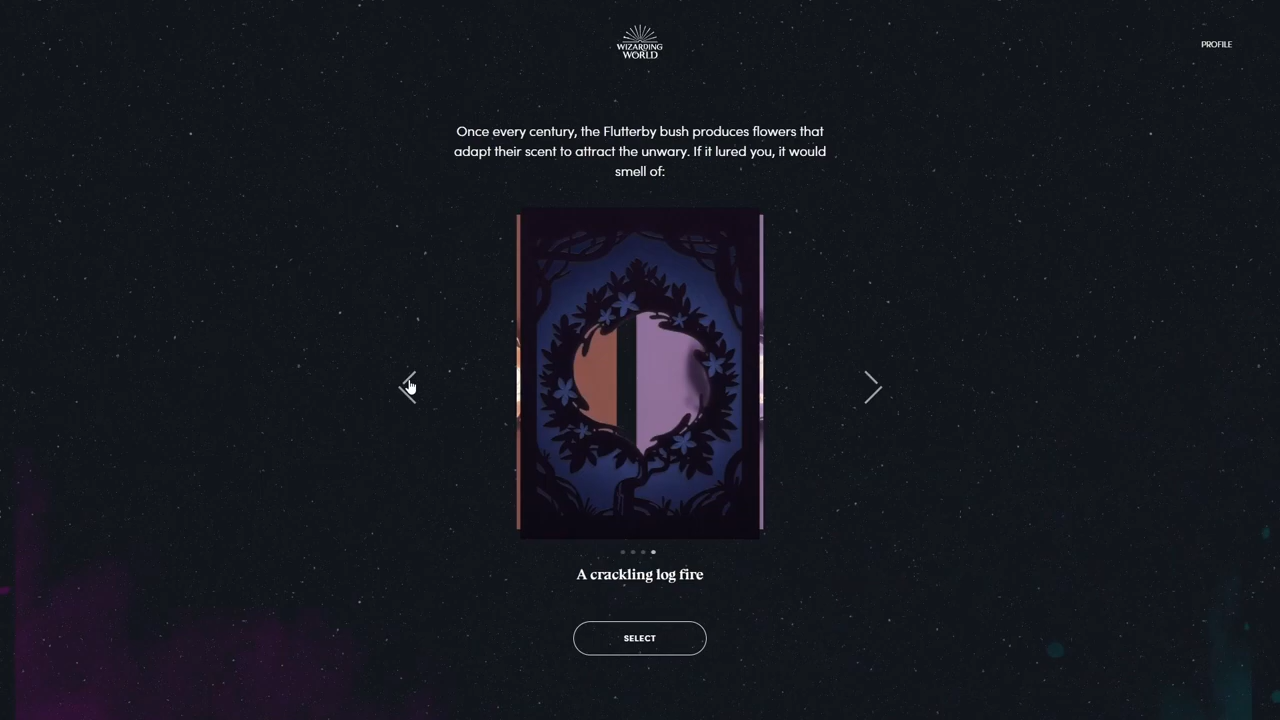 WIZARDING
WORLD
PROFILE
Once every century, the Flutterby bush produces flowers that
adapt their scent to attract the unwary. If it lured you, it would
smell of:
A crackling log fire
SELECT